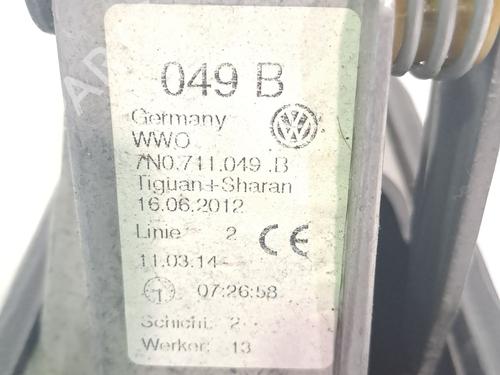 049 B
Germany
WWO
7N0.711.049 .B
Tiguan+Sharan
16.06.2012
Linie 2 CE
11.03.14
07:26:58
Schicht: 2
Werker: 13